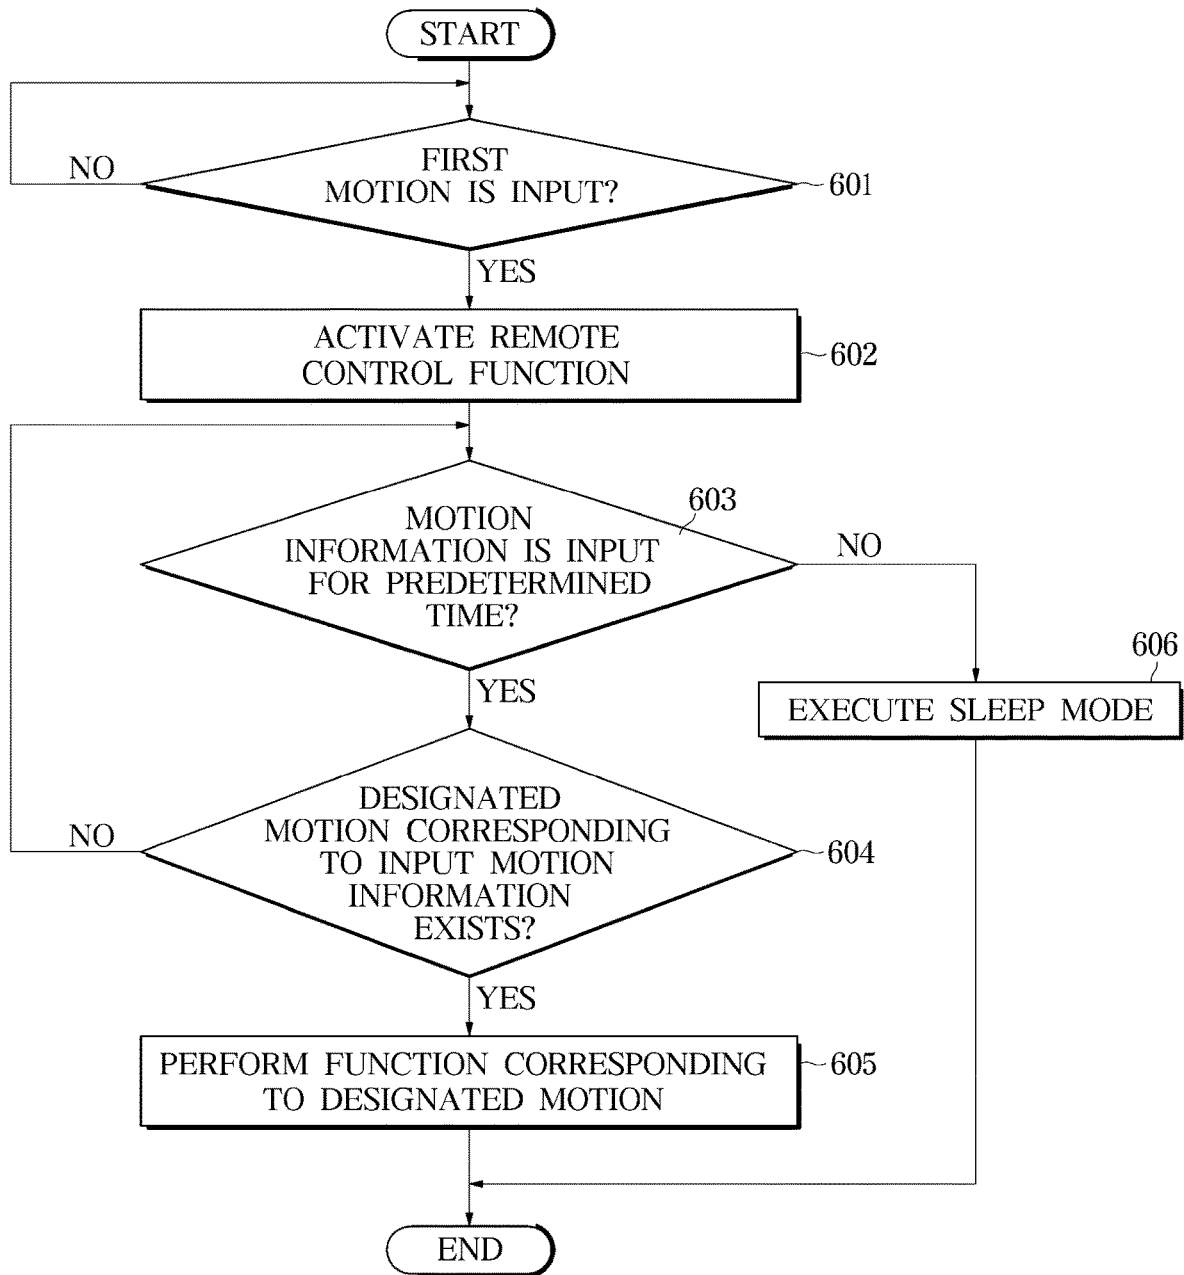 START
NO
FIRST
MOTION IS INPUT?
601
YES
ACTIVATE REMOTE
CONTROL FUNCTION
602
603
MOTION
INFORMATION IS INPUT
FOR PREDETERMINED
TIME?
NO
YES
606
EXECUTE SLEEP MODE
NO
DESIGNATED
MOTION CORRESPONDING
TO INPUT MOTION
INFORMATION
EXISTS?
604
YES
PERFORM FUNCTION CORRESPONDING
TO DESIGNATED MOTION
605
END